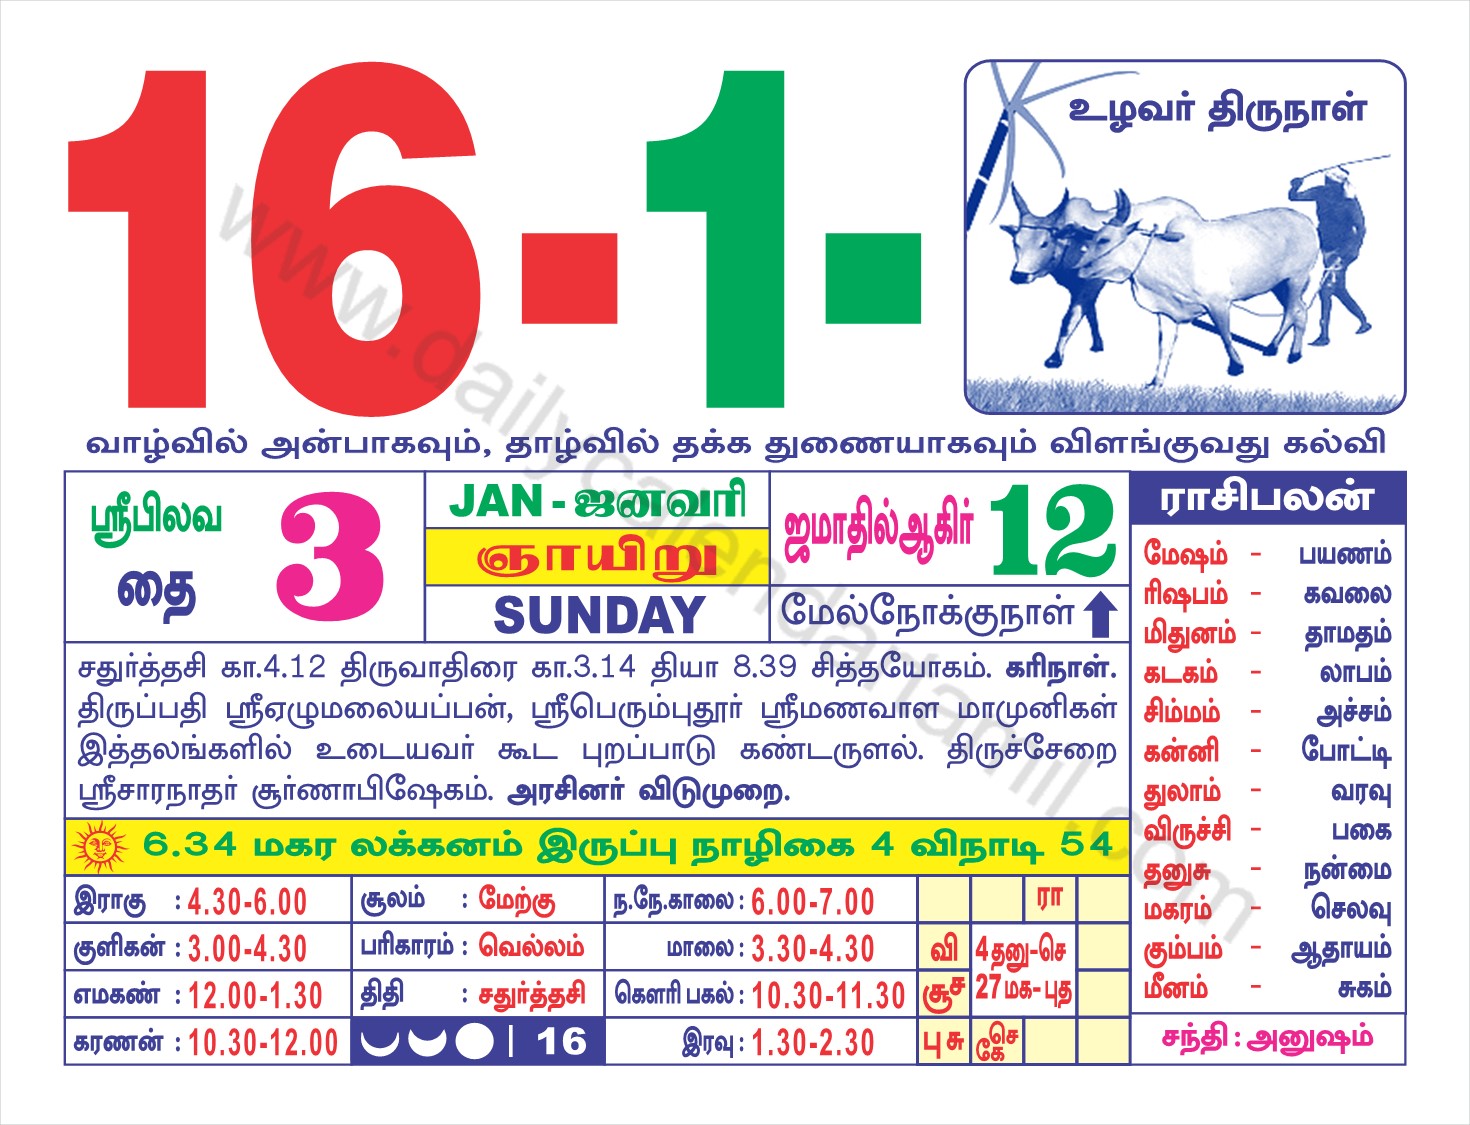 16-1-
உழவர் திருநாள்
வாழ்வில் அன்பாகவும், தாழ்வில் தக்க துணையாகவும் விளங்குவது கல்வி
ஸ்ரீபிலவ
தை
3
JAN - ஜனவரி
ஞாயிறு
SUNDAY
ஜமாதில்ஆகிர் 12
மேல்நோக்குநாள்
சதுர்த்தசி கா.4.12 திருவாதிரை கா.3.14 தியா 8.39 சித்தயோகம். கரிநாள்.
திருப்பதி ஸ்ரீஏழுமலையப்பன், ஸ்ரீபெரும்புதூர் ஸ்ரீமணவாள மாமுனிகள்
இத்தலங்களில் உடையவர் கூட புறப்பாடு கண்டருளல். திருச்சேறை
ஸ்ரீசாரநாதர் சூர்ணாபிஷேகம். அரசினர் விடுமுறை.
6.34 மகர லக்கனம் இருப்பு நாழிகை 4 விநாடி 54
இராகு : 4.30-6.00
குளிகன் : 3.00-4.30
எமகண் : 12.00-1.30
கரணன் : 10.30-12.00
சூலம் : மேற்கு
பரிகாரம் : வெல்லம்
திதி : சதுர்த்தசி
16
ந.நே.காலை : 6.00-7.00
மாலை : 3.30-4.30
கௌரி பகல் : 10.30-11.30
இரவு : 1.30-2.30
ரா
வி
4தனு-செ
சூச
27மக-புத
பு சு
செ
கே
ராசிபலன்
மேஷம் - பயணம்
ரிஷபம் - கவலை
மிதுனம் - தாமதம்
கடகம் - லாபம்
சிம்மம் - அச்சம்
கன்னி - போட்டி
துலாம் - வரவு
விருச்சி - பகை
தனுசு - நன்மை
மகரம் - செலவு
கும்பம் - ஆதாயம்
மீனம் - சுகம்
சந்தி : அனுஷம்
www.dailycalendartamil.com